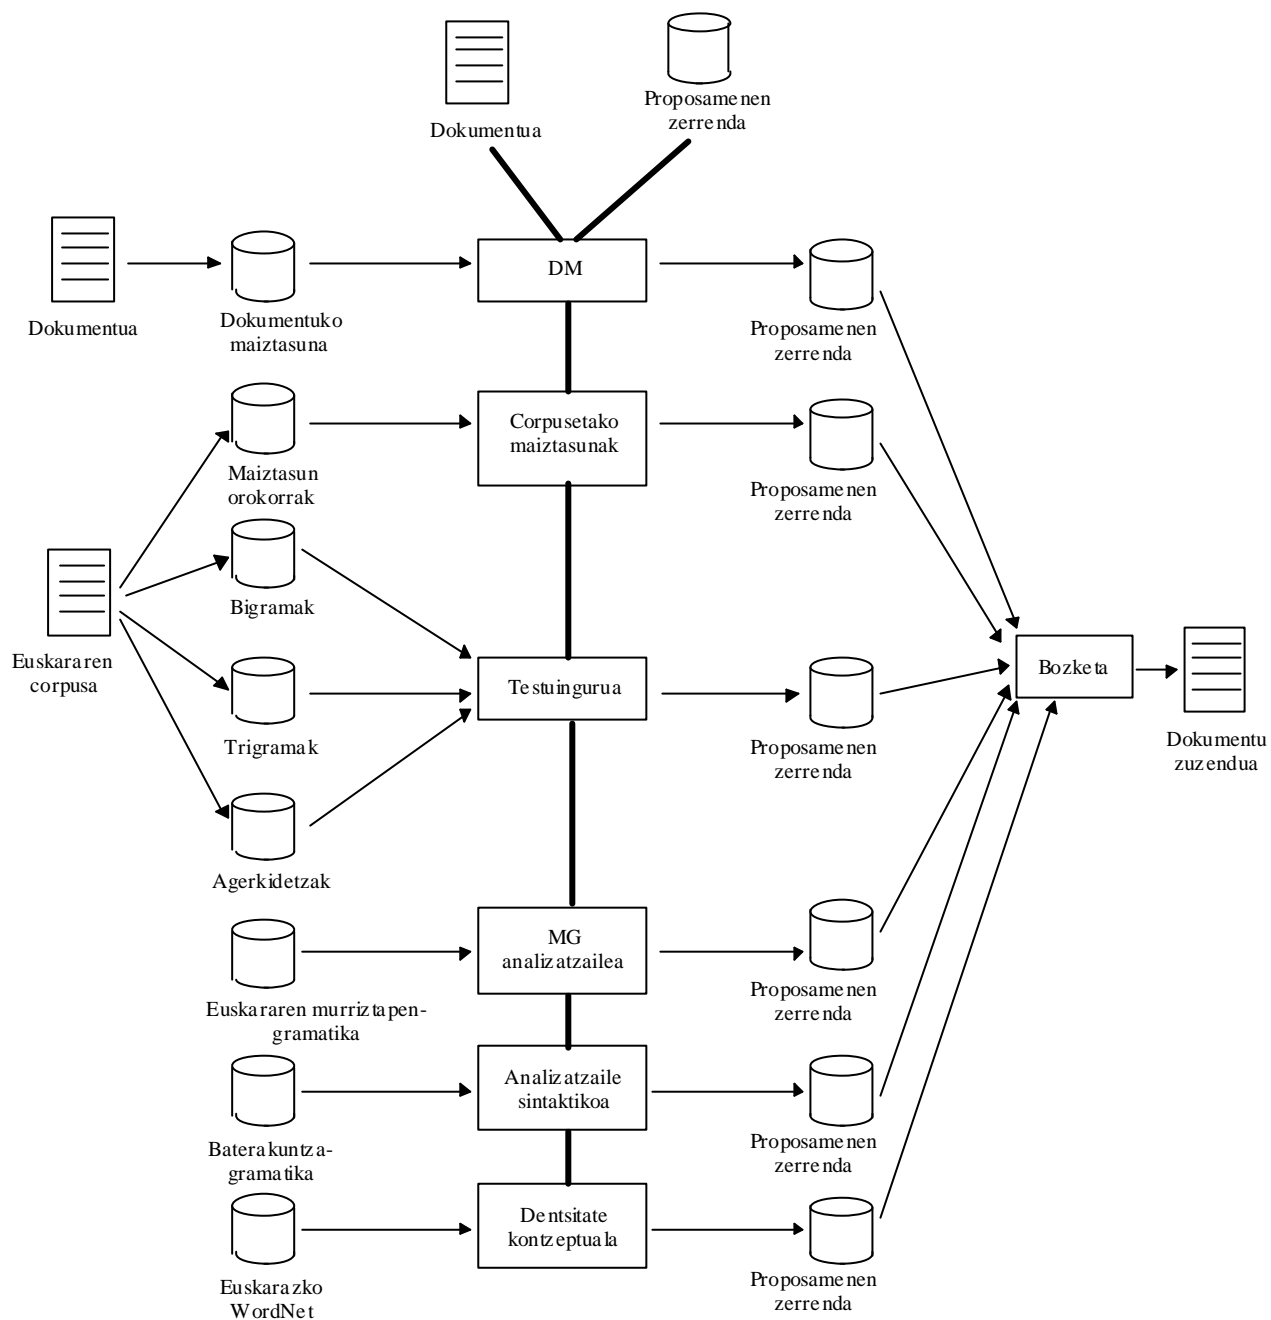 Dokumentua
Proposamenen
zerrenda
DM
Dokumentua
Dokumentuko
maiztasuna
Proposamenen
zerrenda
Corpusetako
maiztasunak
Maiztasun
orokorrak
Proposamenen
zerrenda
Bigramak
Euskararen
corpusa
Testuingurua
Bozketa
Trigramak
Proposamenen
zerrenda
Dokumentu
zuzendua
Agerkidetzak
MG
analizatzailea
Euskararen murriztapen-
gramatika
Proposamenen
zerrenda
Analizatzaile
sintaktikoa
Baterakuntza-
gramatika
Proposamenen
zerrenda
Dentsitate
kontzeptuala
Euskarazko
WordNet
Proposamenen
zerrenda